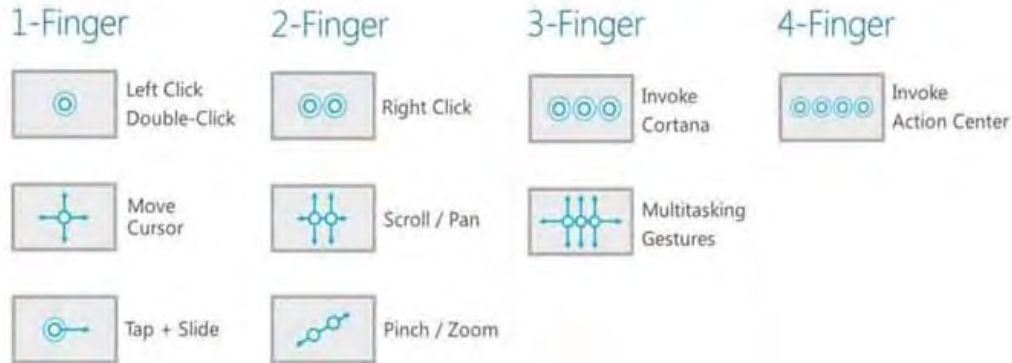 1-Finger
2-Finger
3-Finger
4-Finger
Left Click
Double-Click
Right Click
Invoke
Cortana
Invoke
Action Center
Move
Cursor
Scroll / Pan
Multitasking
Gestures
Tap + Slide
Pinch / Zoom